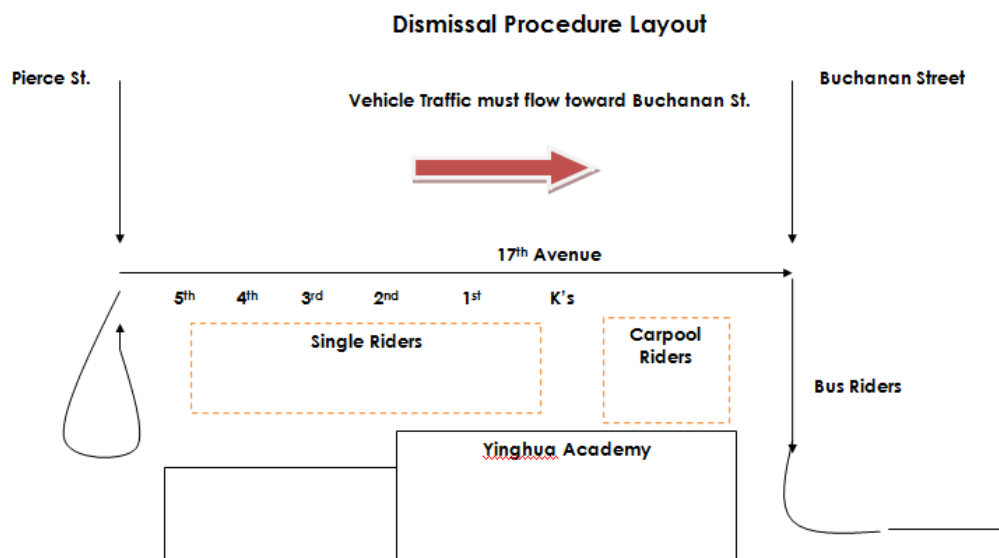 Dismissal Procedure Layout
Pierce St.
Buchanan Street
Vehicle Traffic must flow toward Buchanan St.
17th Avenue
5th 4th 3rd 2nd 1st K's
Single Riders
Carpool
Riders
Bus Riders
Yinghua Academy